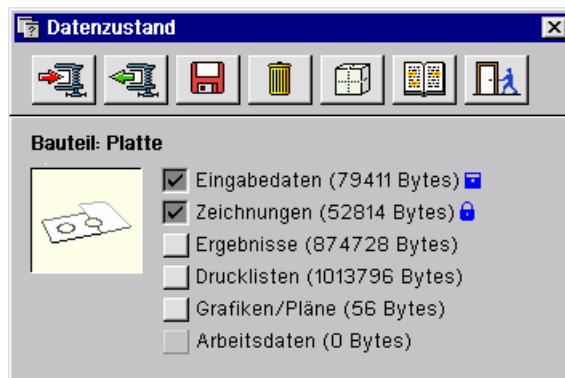 Datenzustand
Bauteil: Platte
Eingabedaten (79411 Bytes)
Zeichnungen (52814 Bytes)
Ergebnisse (874728 Bytes)
Drucklisten (1013796 Bytes)
Grafiken/Pläne (56 Bytes)
Arbeitsdaten (0 Bytes)